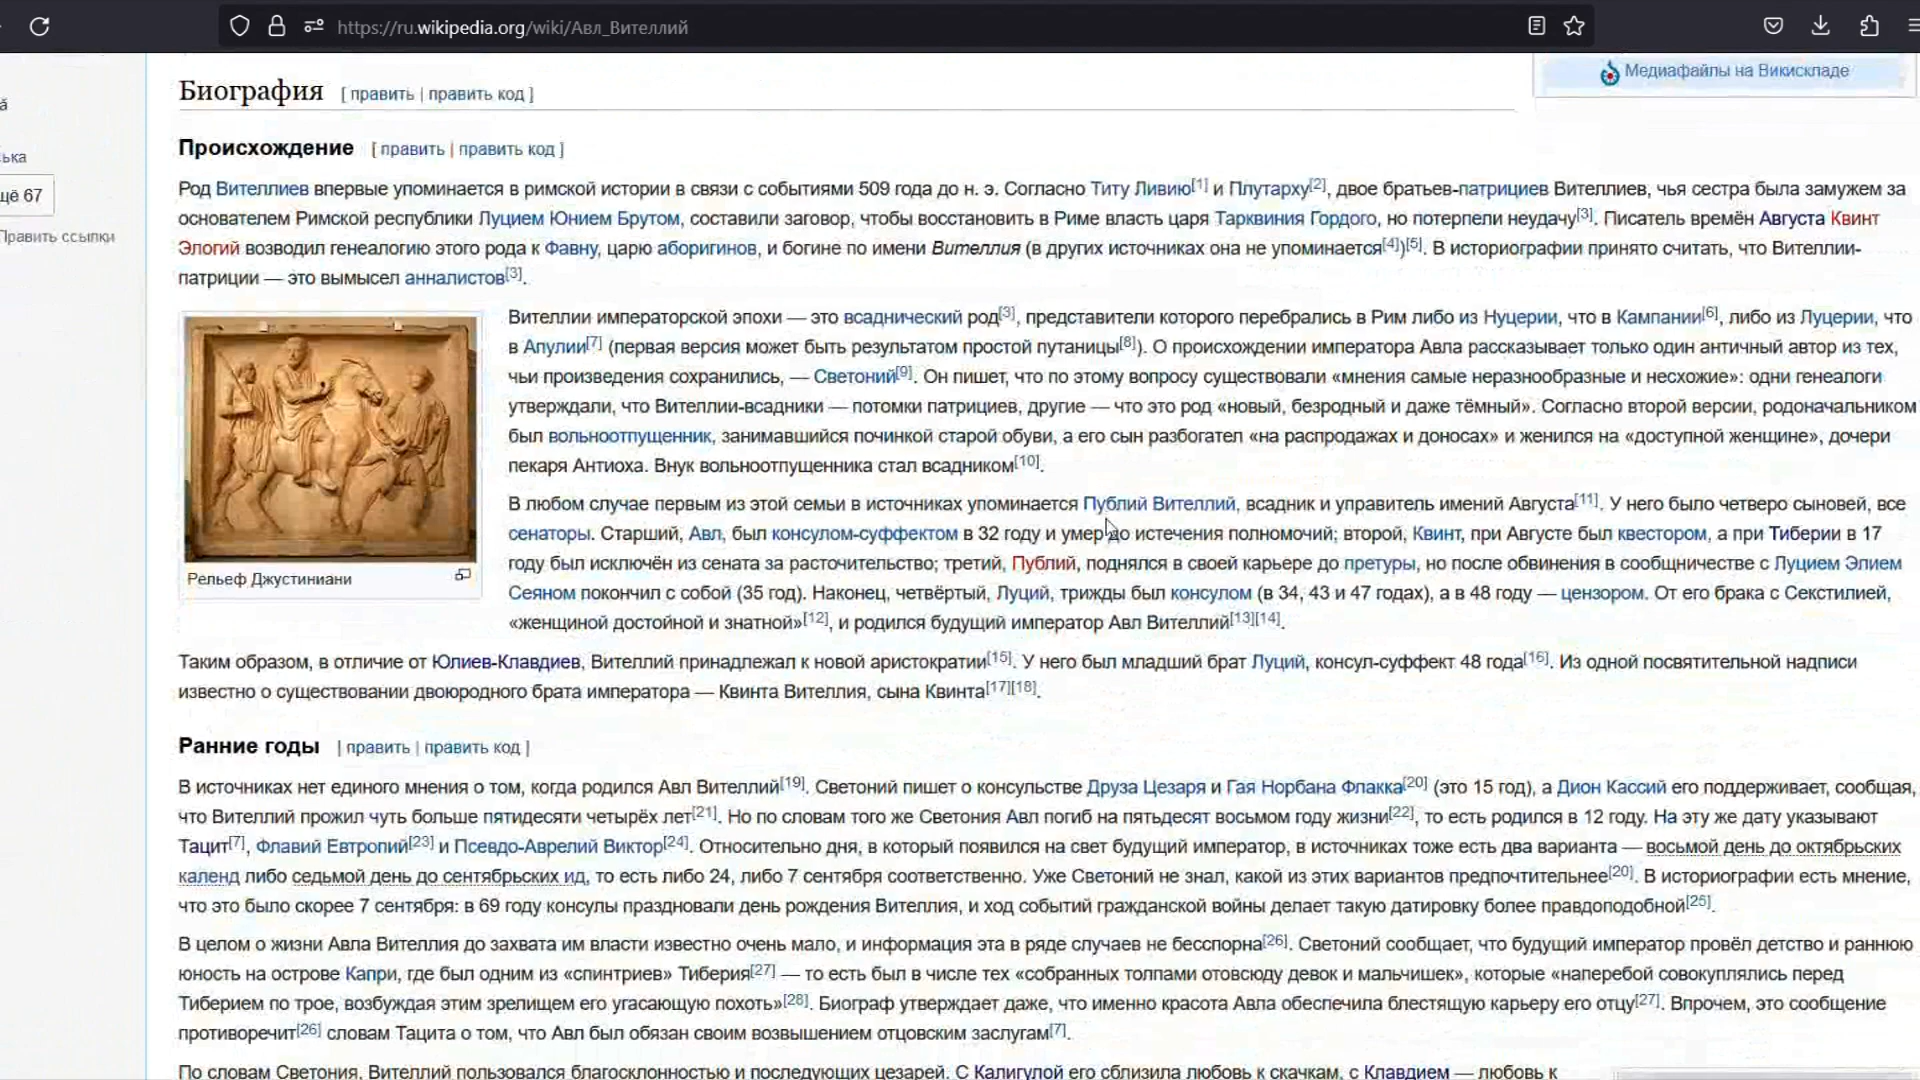 https://ru.wikipedia.org/wiki/Авл_Вителлий
ська
щё 67
Править ссылки
Медиафайлы на Викискладе
Биография [ править | править код ]
Происхождение [ править | править код ]
Род Вителлиев впервые упоминается в римской истории в связи с событиями 509 года до н. э. Согласно Титу Ливию[1] и Плутарху[2], двое братьев-патрициев Вителлиев, чья сестра была замужем за
основателем Римской республики Луцием Юнием Брутом, составили заговор, чтобы восстановить в Риме власть царя Тарквиния Гордого, но потерпели неудачу[3]. Писатель времён Августа Квинт
Элогий возводил генеалогию этого рода к Фавну, царю аборигинов, и богине по имени Вителлия (в других источниках она не упоминается[4])[5]. В историографии принято считать, что Вителлии-
патриции — это вымысел анналистов[3].
Вителлии императорской эпохи — это всаднический род[3], представители которого перебрались в Рим либо из Нуцерии, что в Кампании[6], либо из Луцерии, что
в Апулии[7] (первая версия может быть результатом простой путаницы[8]). О происхождении императора Авла рассказывает только один античный автор из тех,
чьи произведения сохранились, — Светоний[9]. Он пишет, что по этому вопросу существовали «мнения самые неразнообразные и несхожие»: одни генеалоги
утверждали, что Вителлии-всадники — потомки патрициев, другие — что это род «новый, безродный и даже тёмный». Согласно второй версии, родоначальником
был вольноотпущенник, занимавшийся починкой старой обуви, а его сын разбогател «на распродажах и доносах» и женился на «доступной женщине», дочери
пекаря Антиоха. Внук вольноотпущенника стал всадником[10].
Рельеф Джустиниани
В любом случае первым из этой семьи в источниках упоминается Публий Вителлий, всадник и управитель имений Августа[11]. У него было четверо сыновей, все
сенаторы. Старший, Авл, был консулом-суффектом в 32 году и умер до истечения полномочий; второй, Квинт, при Августе был квестором, а при Тиберии в 17
году был исключён из сената за расточительство; третий, Публий, поднялся в своей карьере до претуры, но после обвинения в сообщничестве с Луцием Элием
Сеяном покончил с собой (35 год). Наконец, четвёртый, Луций, трижды был консулом (в 34, 43 и 47 годах), а в 48 году — цензором. От его брака с Секстилией,
«женщиной достойной и знатной»[12], и родился будущий император Авл Вителлий[13][14].
Таким образом, в отличие от Юлиев-Клавдиев, Вителлий принадлежал к новой аристократии[15]. У него был младший брат Луций, консул-суффект 48 года[16]. Из одной посвятительной надписи
известно о существовании двоюродного брата императора — Квинта Вителлия, сына Квинта[17][18].
Ранние годы [ править | править код ]
В источниках нет единого мнения о том, когда родился Авл Вителлий[19]. Светоний пишет о консульстве Друза Цезаря и Гая Норбана Флакка[20] (это 15 год), а Дион Кассий его поддерживает, сообщая,
что Вителлий прожил чуть больше пятидесяти четырёх лет[21]. Но по словам того же Светония Авл погиб на пятьдесят восьмом году жизни[22], то есть родился в 12 году. На эту же дату указывают
Тацит[7], Флавий Евтропий[23] и Псевдо-Аврелий Виктор[24]. Относительно дня, в который появился на свет будущий император, в источниках тоже есть два варианта — восьмой день до октябрьских
календ либо седьмой день до сентябрьских ид, то есть либо 24, либо 7 сентября соответственно. Уже Светоний не знал, какой из этих вариантов предпочтительнее[20]. В историографии есть мнение,
что это было скорее 7 сентября: в 69 году консулы праздновали день рождения Вителлия, и ход событий гражданской войны делает такую датировку более правдоподобной[25].
В целом о жизни Авла Вителлия до захвата им власти известно очень мало, и информация эта в ряде случаев не бесспорна[26]. Светоний сообщает, что будущий император провёл детство и раннюю
юность на острове Капри, где был одним из «спинтриев» Тиберия[27] — то есть был в числе тех «собранных толпами отовсюду девок и мальчишек», которые «наперебой совокуплялись перед
Тиберием по трое, возбуждая этим зрелищем его угасающую похоть»[28]. Биограф утверждает даже, что именно красота Авла обеспечила блестящую карьеру его отцу[27]. Впрочем, это сообщение
противоречит[26] словам Тацита о том, что Авл был обязан своим возвышением отцовским заслугам[7].
По словам Светония, Вителлий пользовался благосклонностью и последующих цезарей. С Калигулой его сблизила любовь к скачкам, с Клавдием — любовь к